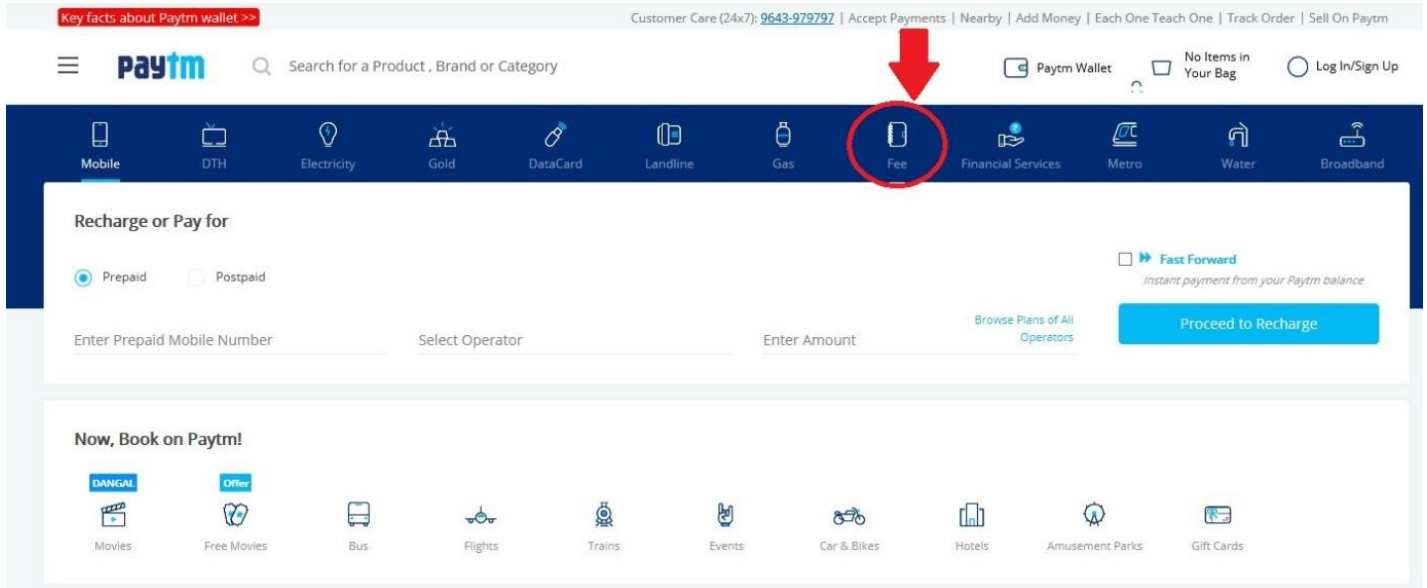 Key facts about Paytm wallet >>
Customer Care (24x7): 9643-979797 | Accept Payments | Nearby | Add Money | Each One Teach One | Track Order | Sell On Paytm
paytm
Search for a Product , Brand or Category
Paytm Wallet
No Items in
Your Bag
Log In/Sign Up
Mobile DTH Electricity Gold DataCard Landline Gas Fee Financial Services Metro Water Broadband
Recharge or Pay for
Prepaid Postpaid
Fast Forward
Instant payment from your Paytm balance
Enter Prepaid Mobile Number
Select Operator
Enter Amount
Browse Plans of All
Operators
Proceed to Recharge
Now, Book on Paytm!
DANGAL Offer
Movies Free Movies Bus Flights Trains Events Car & Bikes Hotels Amusement Parks Gift Cards